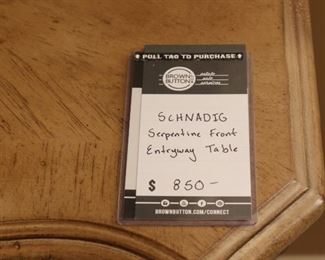 PULL TAG TO PURCHASE
BROWN
BUTTON
SCHNADIG
Serpentine Front
Entryway Table
$ 850-
BROWNBUTTON.COM/CONNECT